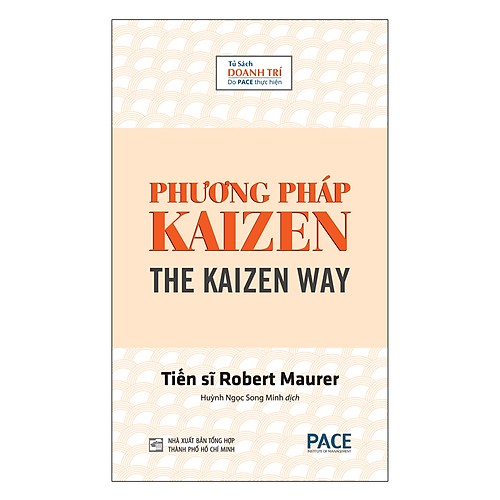 Tủ Sách
DOANH TRÍ
Do PACE thực hiện
PHƯƠNG PHÁP
KAIZEN
THE KAIZEN WAY
Tiến sĩ Robert Maurer
Huỳnh Ngọc Song Minh dịch
NHÀ XUẤT BẢN TỔNG HỢP
THÀNH PHỐ HỒ CHÍ MINH
PACE
INSTITUTE OF MANAGEMENT